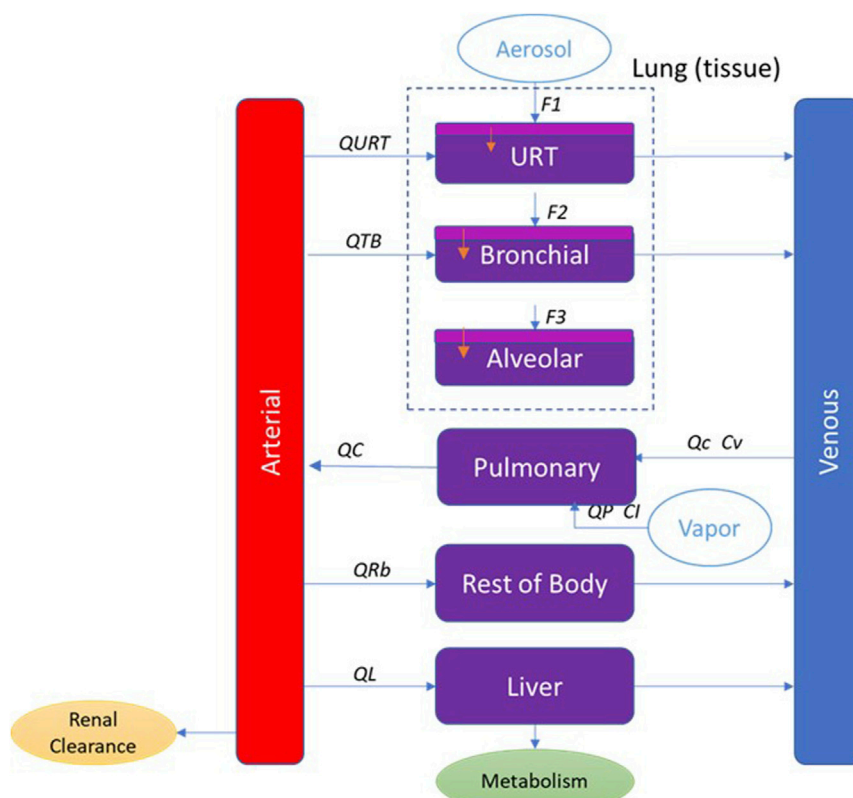 Aerosol
Lung (tissue)
F1
QURT
URT
F2
QTB
Bronchial
F3
Alveolar
Arterial
Venous
QC
Pulmonary
Qc Cv
QP CI
Vapor
QRb
Rest of Body
QL
Liver
Renal
Clearance
Metabolism